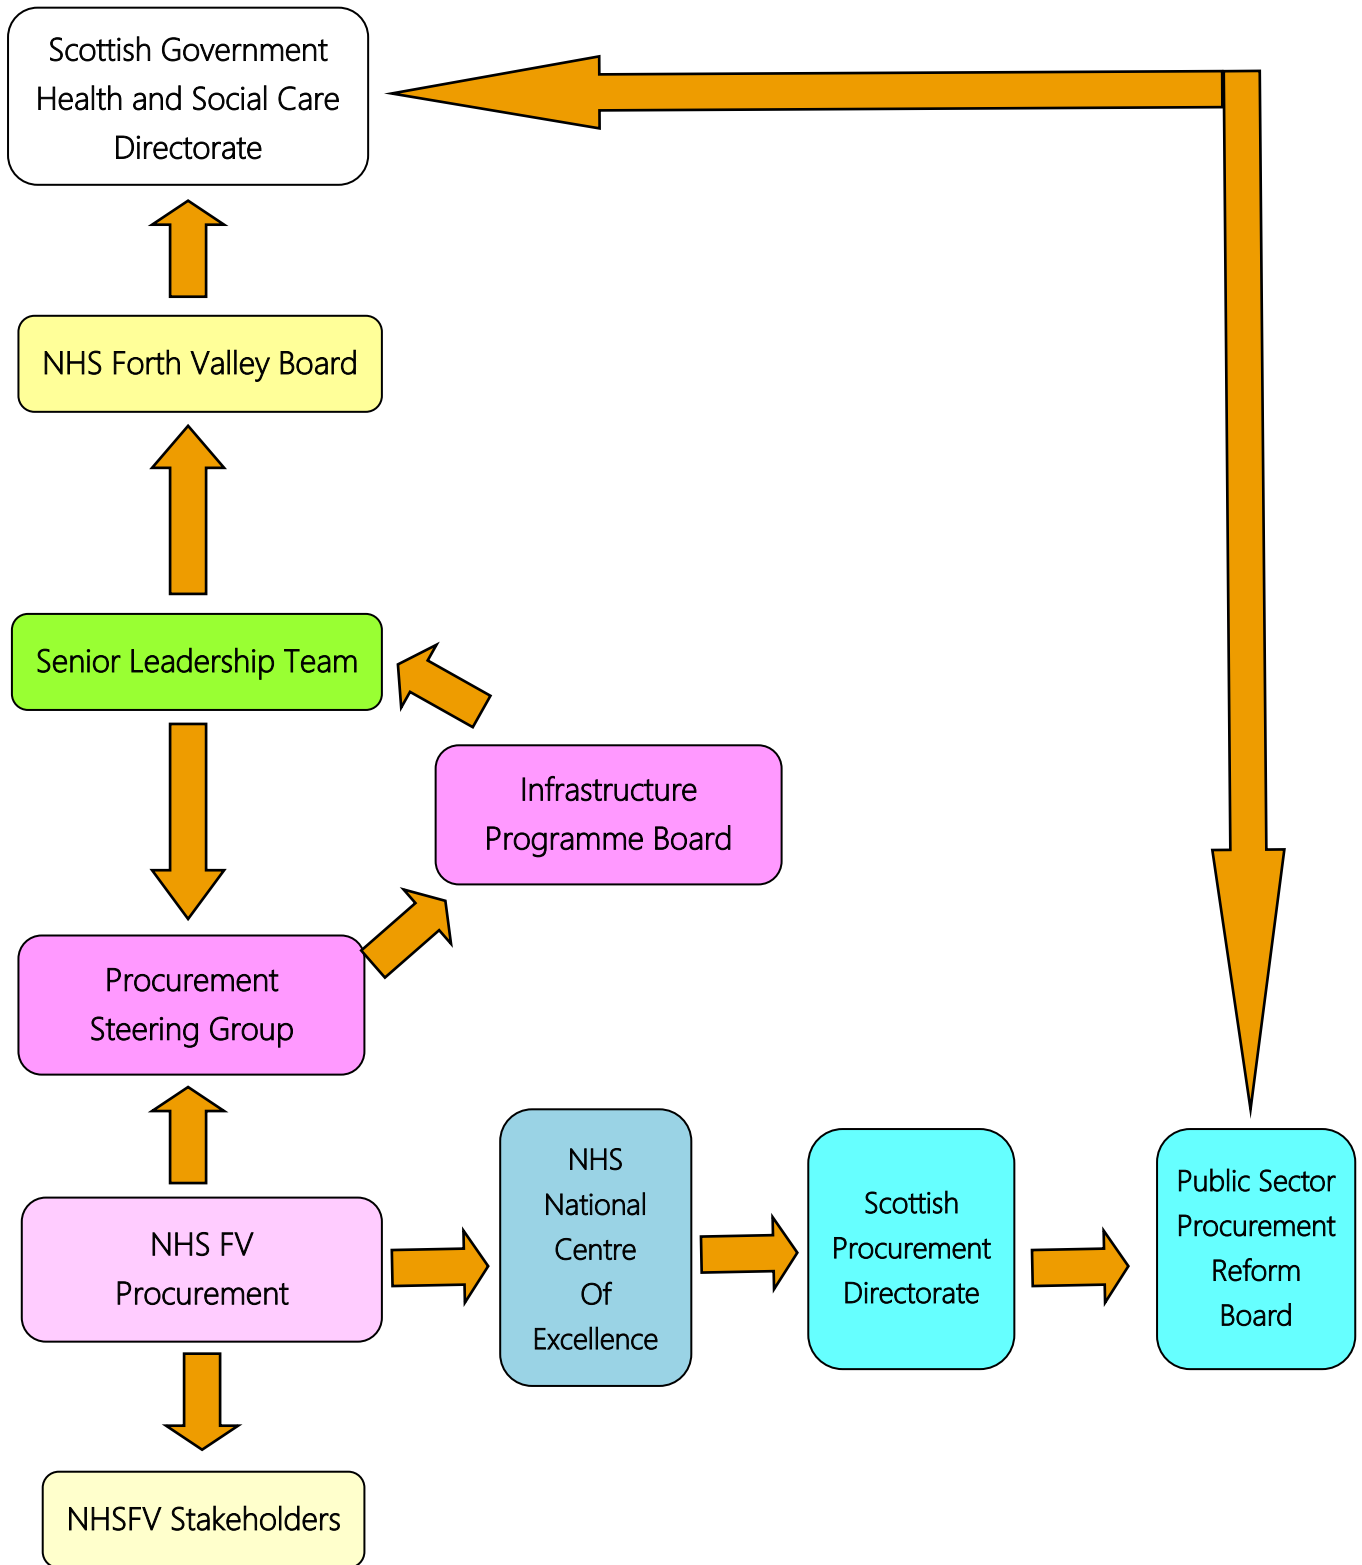 Scottish Government
Health and Social Care
Directorate
NHS Forth Valley Board
Senior Leadership Team
Infrastructure
Programme Board
Procurement
Steering Group
NHS FV
Procurement
NHS
National
Centre
Of
Excellence
Scottish
Procurement
Directorate
Public Sector
Procurement
Reform
Board
NHSFV Stakeholders